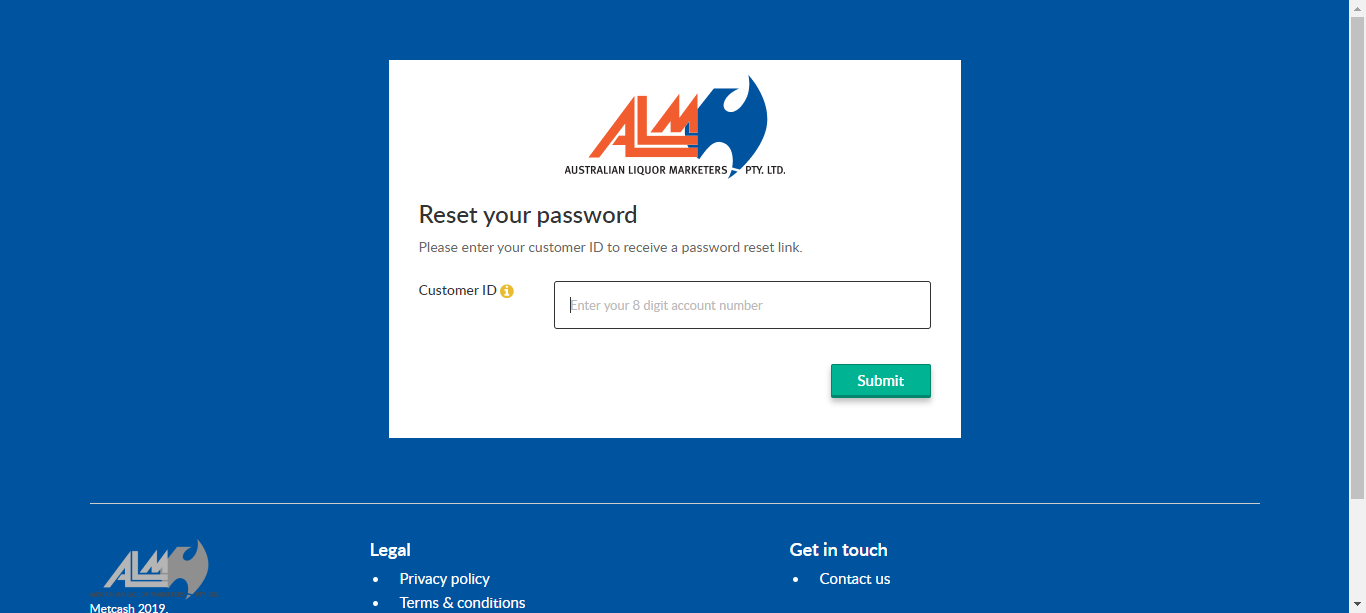 ALM
AUSTRALIAN LIQUOR MARKETERS PTY. LTD.
Reset your password
Please enter your customer ID to receive a password reset link.
Customer ID
Enter your 8 digit account number
Submit
ALM
Metcash 2019.
Legal
Privacy policy
Terms & conditions
Get in touch
Contact us